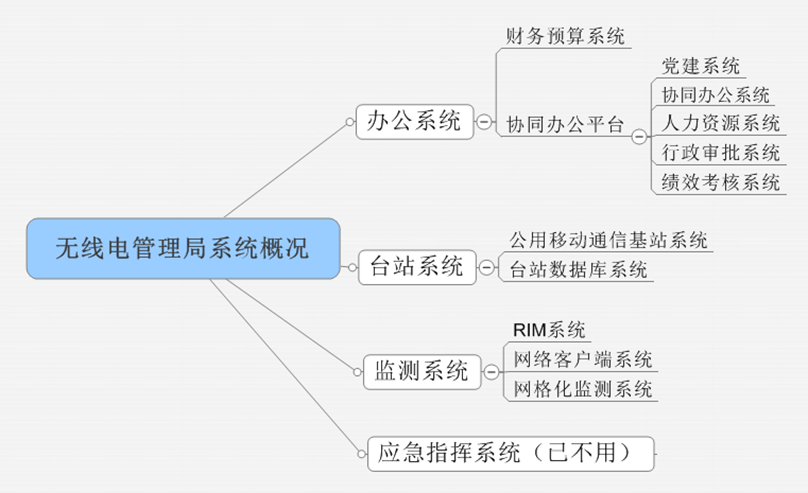 无线电管理局系统概况
办公系统
财务预算系统
协同办公平台
党建系统
协同办公系统
人力资源系统
行政审批系统
绩效考核系统
台站系统
公用移动通信基站系统
台站数据库系统
监测系统
RIM系统
网络客户端系统
网格化监测系统
应急指挥系统（已不用）